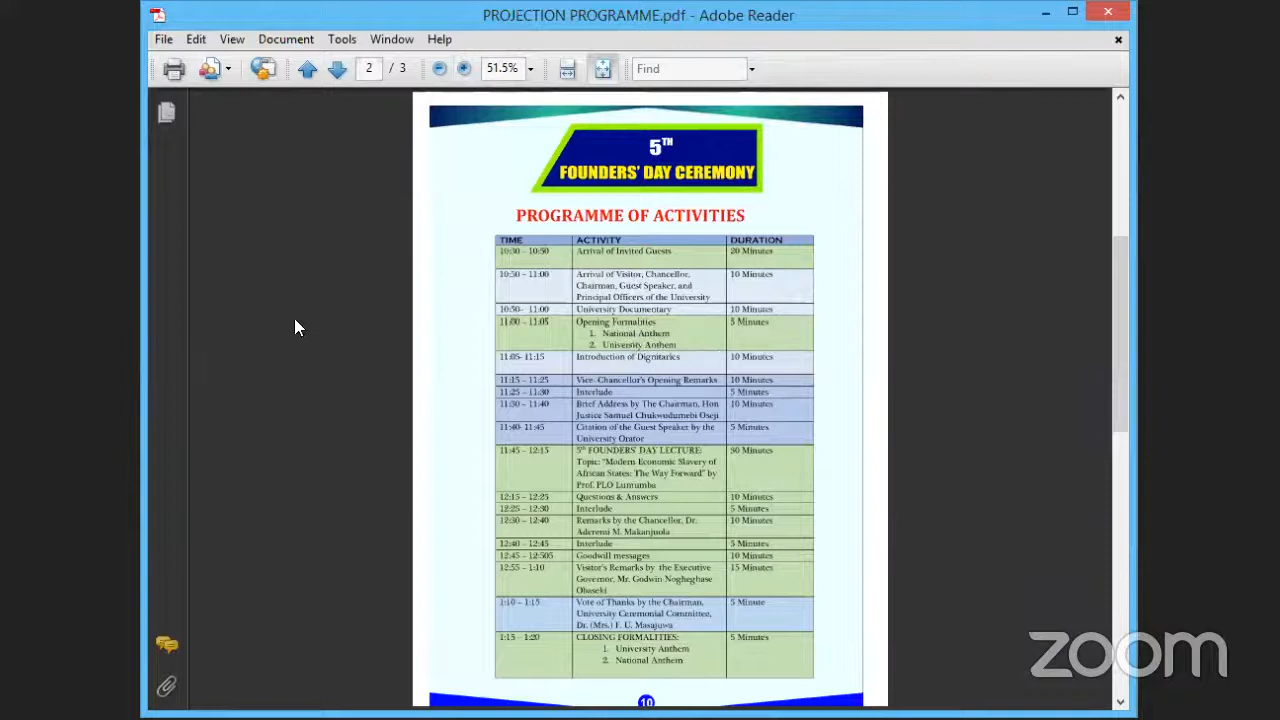 PROJECTION PROGRAMME.pdf - Adobe Reader
File Edit View Document Tools Window Help
2 / 3 51.5% Find
5TH
FOUNDERS' DAY CEREMONY
PROGRAMME OF ACTIVITIES
TIME ACTIVITY DURATION
10:30 – 10:50 Arrival of Invited Guests 20 Minutes
10:50 – 11:00 Arrival of Visitor, Chancellor, 10 Minutes
Chairman, Guest Speaker, and
Principal Officers of the University
10:50- 11:00 University Documentary 10 Minutes
11:00 – 11:05 Opening Formalities 5 Minutes
1. National Anthem
2. University Anthem
11:05- 11:15 Introduction of Dignitaries 10 Minutes
11:15 – 11:25 Vice- Chancellor's Opening Remarks 10 Minutes
11:25 – 11:30 Interlude 5 Minutes
11:30 – 11:40 Brief Address by The Chairman, Hon 10 Minutes
Justice Samuel Chukwudumebi Oseji
11:40- 11:45 Citation of the Guest Speaker by the 5 Minutes
University Orator
11:45 – 12:15 5th FOUNDERS' DAY LECTURE: 30 Minutes
Topic: "Modern Economic Slavery of
African States: The Way Forward" by
Prof. PLO Lumumba
12:15 – 12:25 Questions & Answers 10 Minutes
12:25 – 12:30 Interlude 5 Minutes
12:30 – 12:40 Remarks by the Chancellor, Dr. 10 Minutes
Aderemi M. Makanjuola
12:40 – 12:45 Interlude 5 Minutes
12:45 – 12:505 Goodwill messages 10 Minutes
12:55 – 1:10 Visitor's Remarks by the Executive 15 Minutes
Governor, Mr. Godwin Nogheghase
Obaseki
1:10 – 1:15 Vote of Thanks by the Chairman, 5 Minute
University Ceremonial Committee,
Dr. (Mrs.) F. U. Masajuwa
1:15 – 1:20 CLOSING FORMALITIES: 5 Minutes
1. University Anthem
2. National Anthem
10
zoom